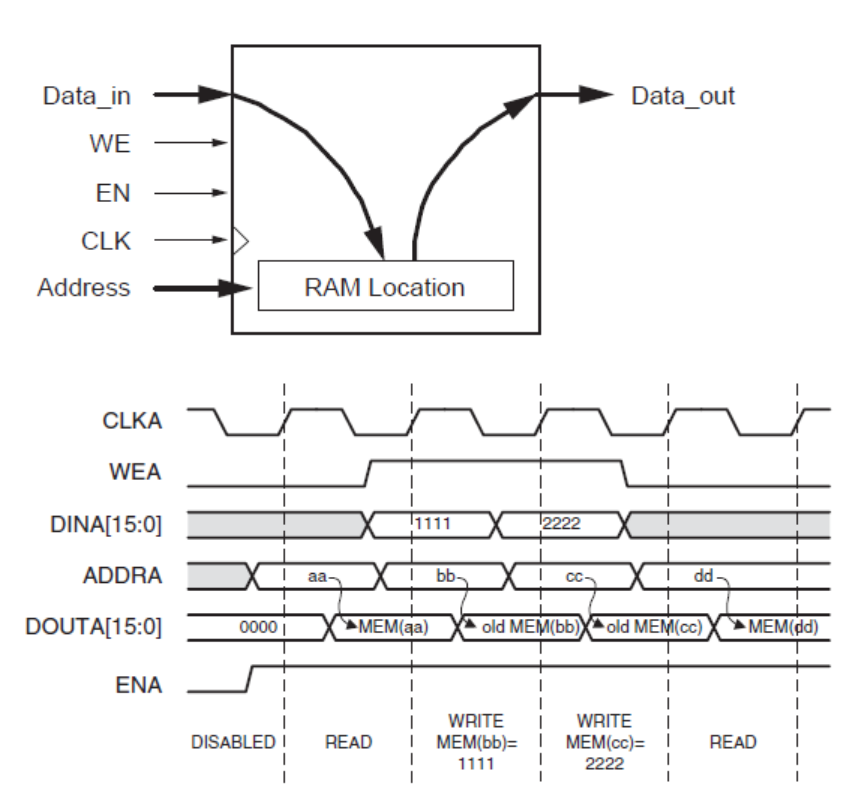 Data_in
Data_out
WE
EN
CLK
Address
RAM Location
CLKA
WEA
DINA[15:0]
1111
2222
ADDRA
aa
bb
cc
dd
DOUTA[15:0]
0000
MEM(aa)
old MEM(bb)
old MEM(cc)
MEM(dd)
ENA
DISABLED
READ
WRITE
MEM(bb)=
1111
WRITE
MEM(cc)=
2222
READ